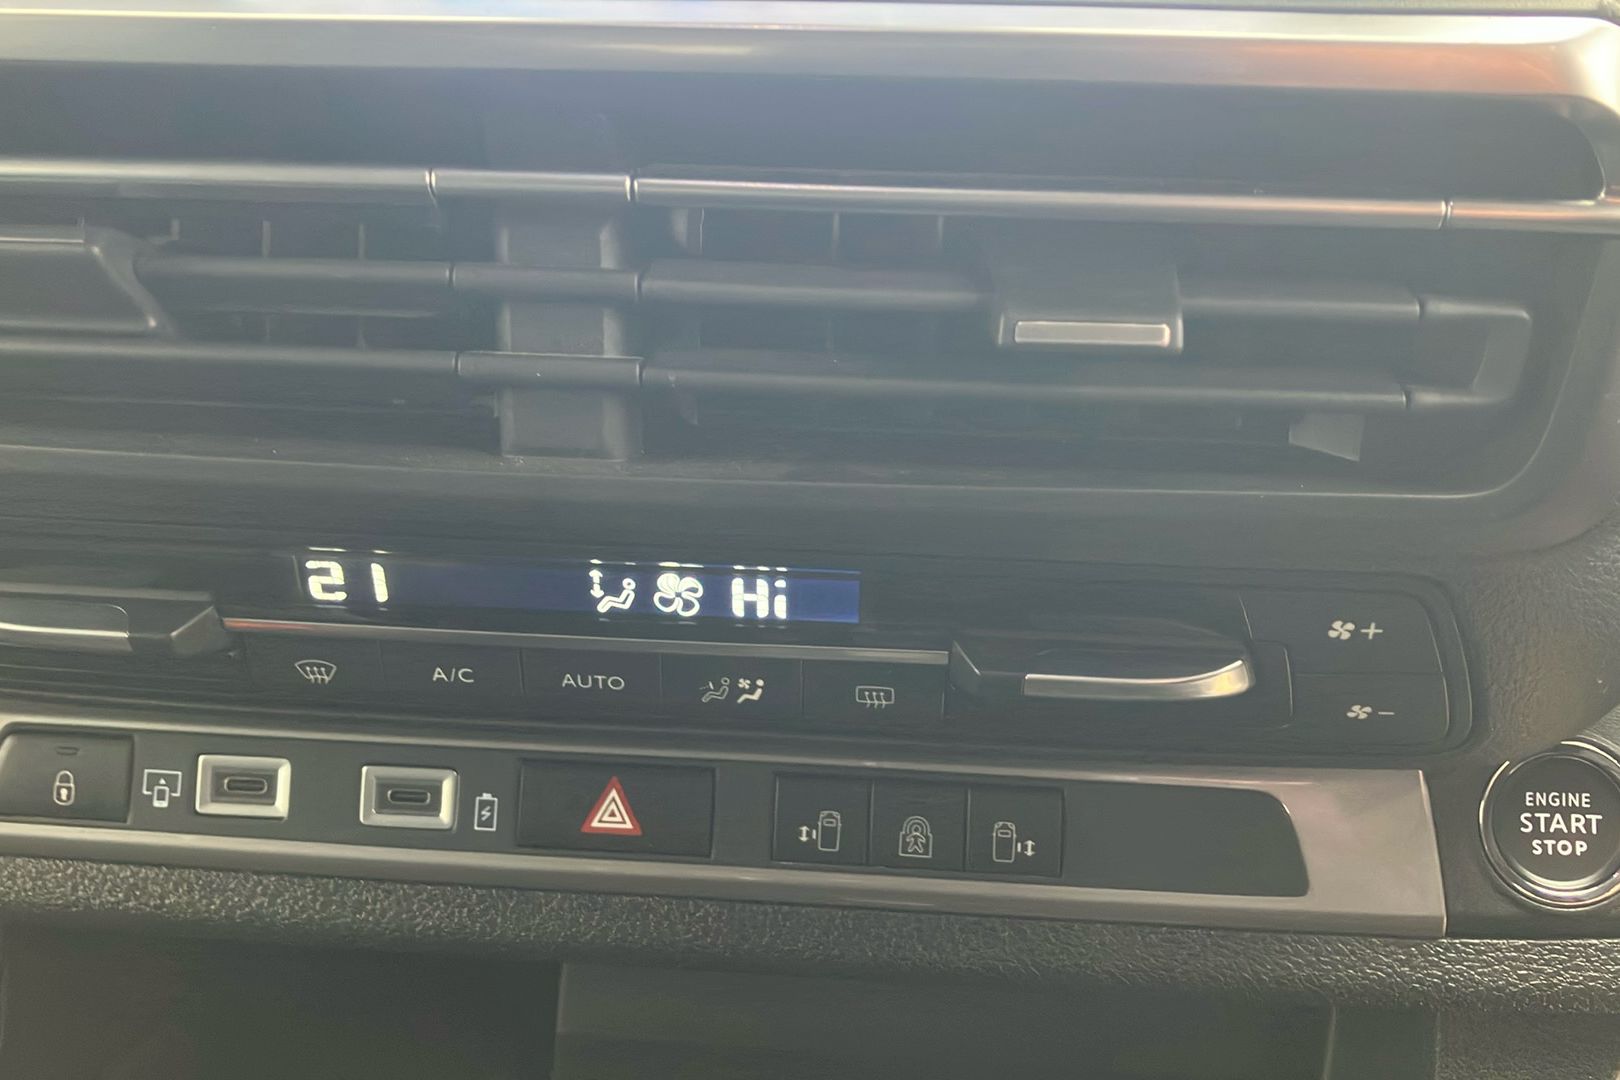 21 Hi
A/C AUTO
ENGINE
START
STOP